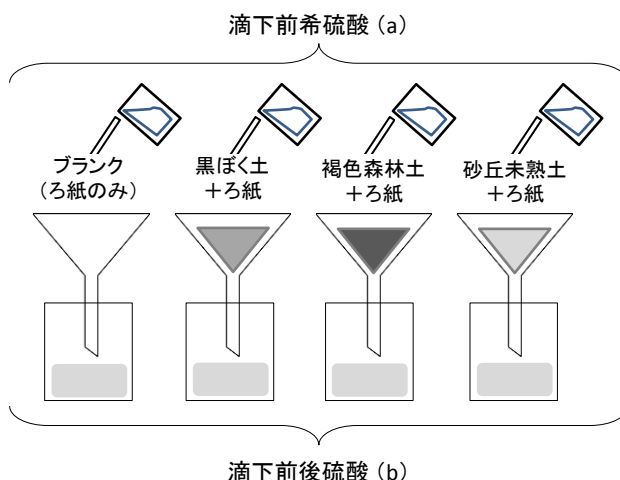 滴下前希硫酸 (a)
ブランク
(ろ紙のみ)
黒ぼく土
+ろ紙
褐色森林土
+ろ紙
砂丘未熟土
+ろ紙
滴下前後硫酸 (b)